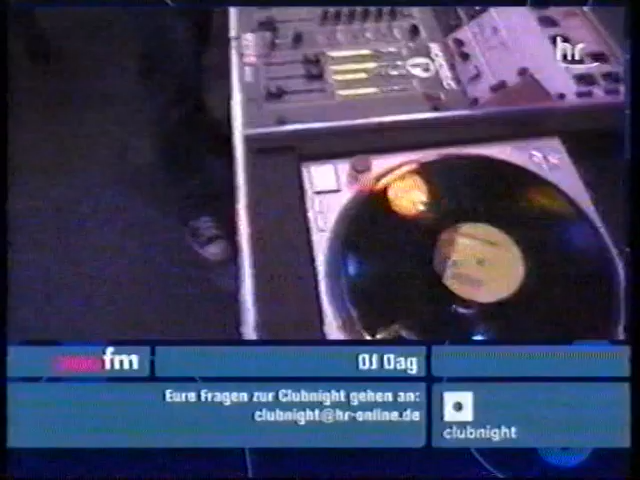 hr
fm
DJ Dag
Eure Fragen zur Clubnight gehen an:
clubnight@hr-online.de
clubnight